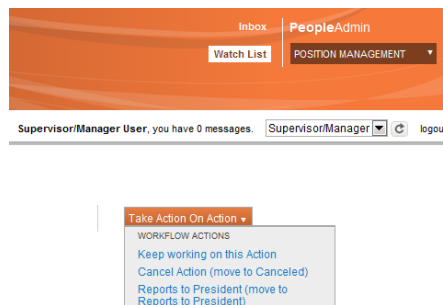 Inbox PeopleAdmin
Watch List POSITION MANAGEMENT
Supervisor/Manager User, you have 0 messages. Supervisor/Manager
Take Action On Action
WORKFLOW ACTIONS
Keep working on this Action
Cancel Action (move to Canceled)
Reports to President (move to
Reports to President)